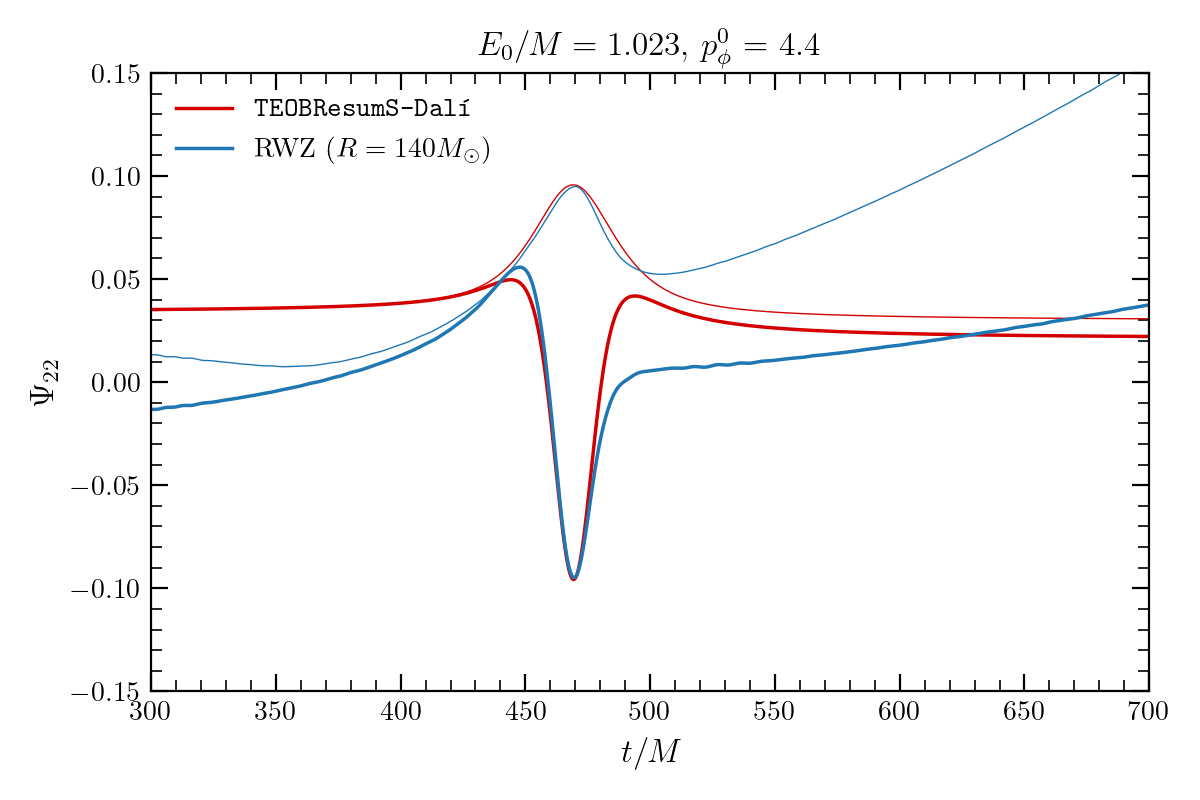 E₀/M = 1.023, p⁰_ϕ = 4.4
TEOBResumS-Dalí
RWZ (R = 140M_⊙)
Ψ₂₂
0.15
0.10
0.05
0.00
−0.05
−0.10
−0.15
300 350 400 450 500 550 600 650 700
t/M